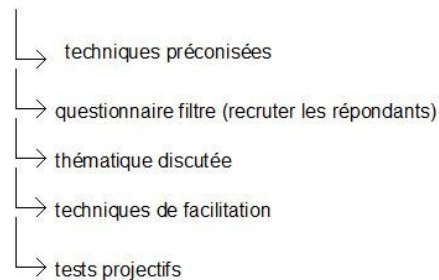 techniques préconisées
questionnaire filtre (recruter les répondants)
thématique discutée
techniques de facilitation
tests projectifs